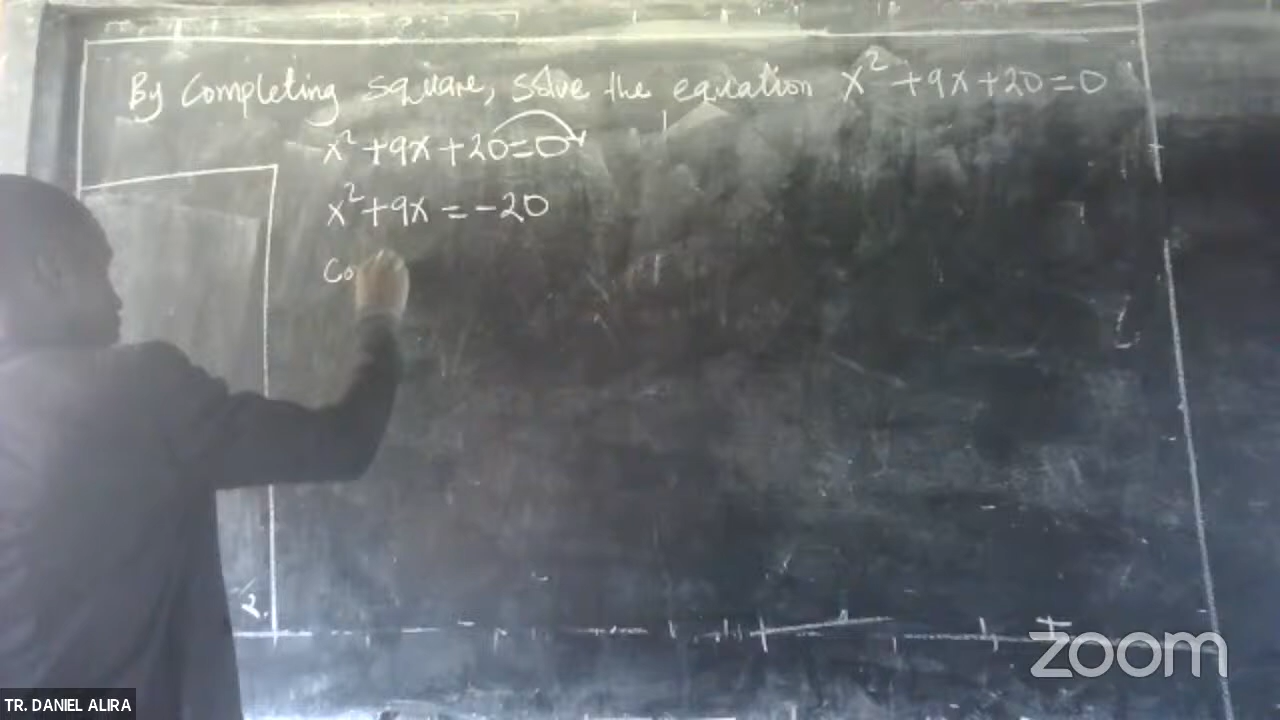 By Completing square, solve the equation x² + 9x + 20 = 0
x² + 9x + 20 = 0
x² + 9x = -20
Co
2.
zoom
TR. DANIEL ALIRA